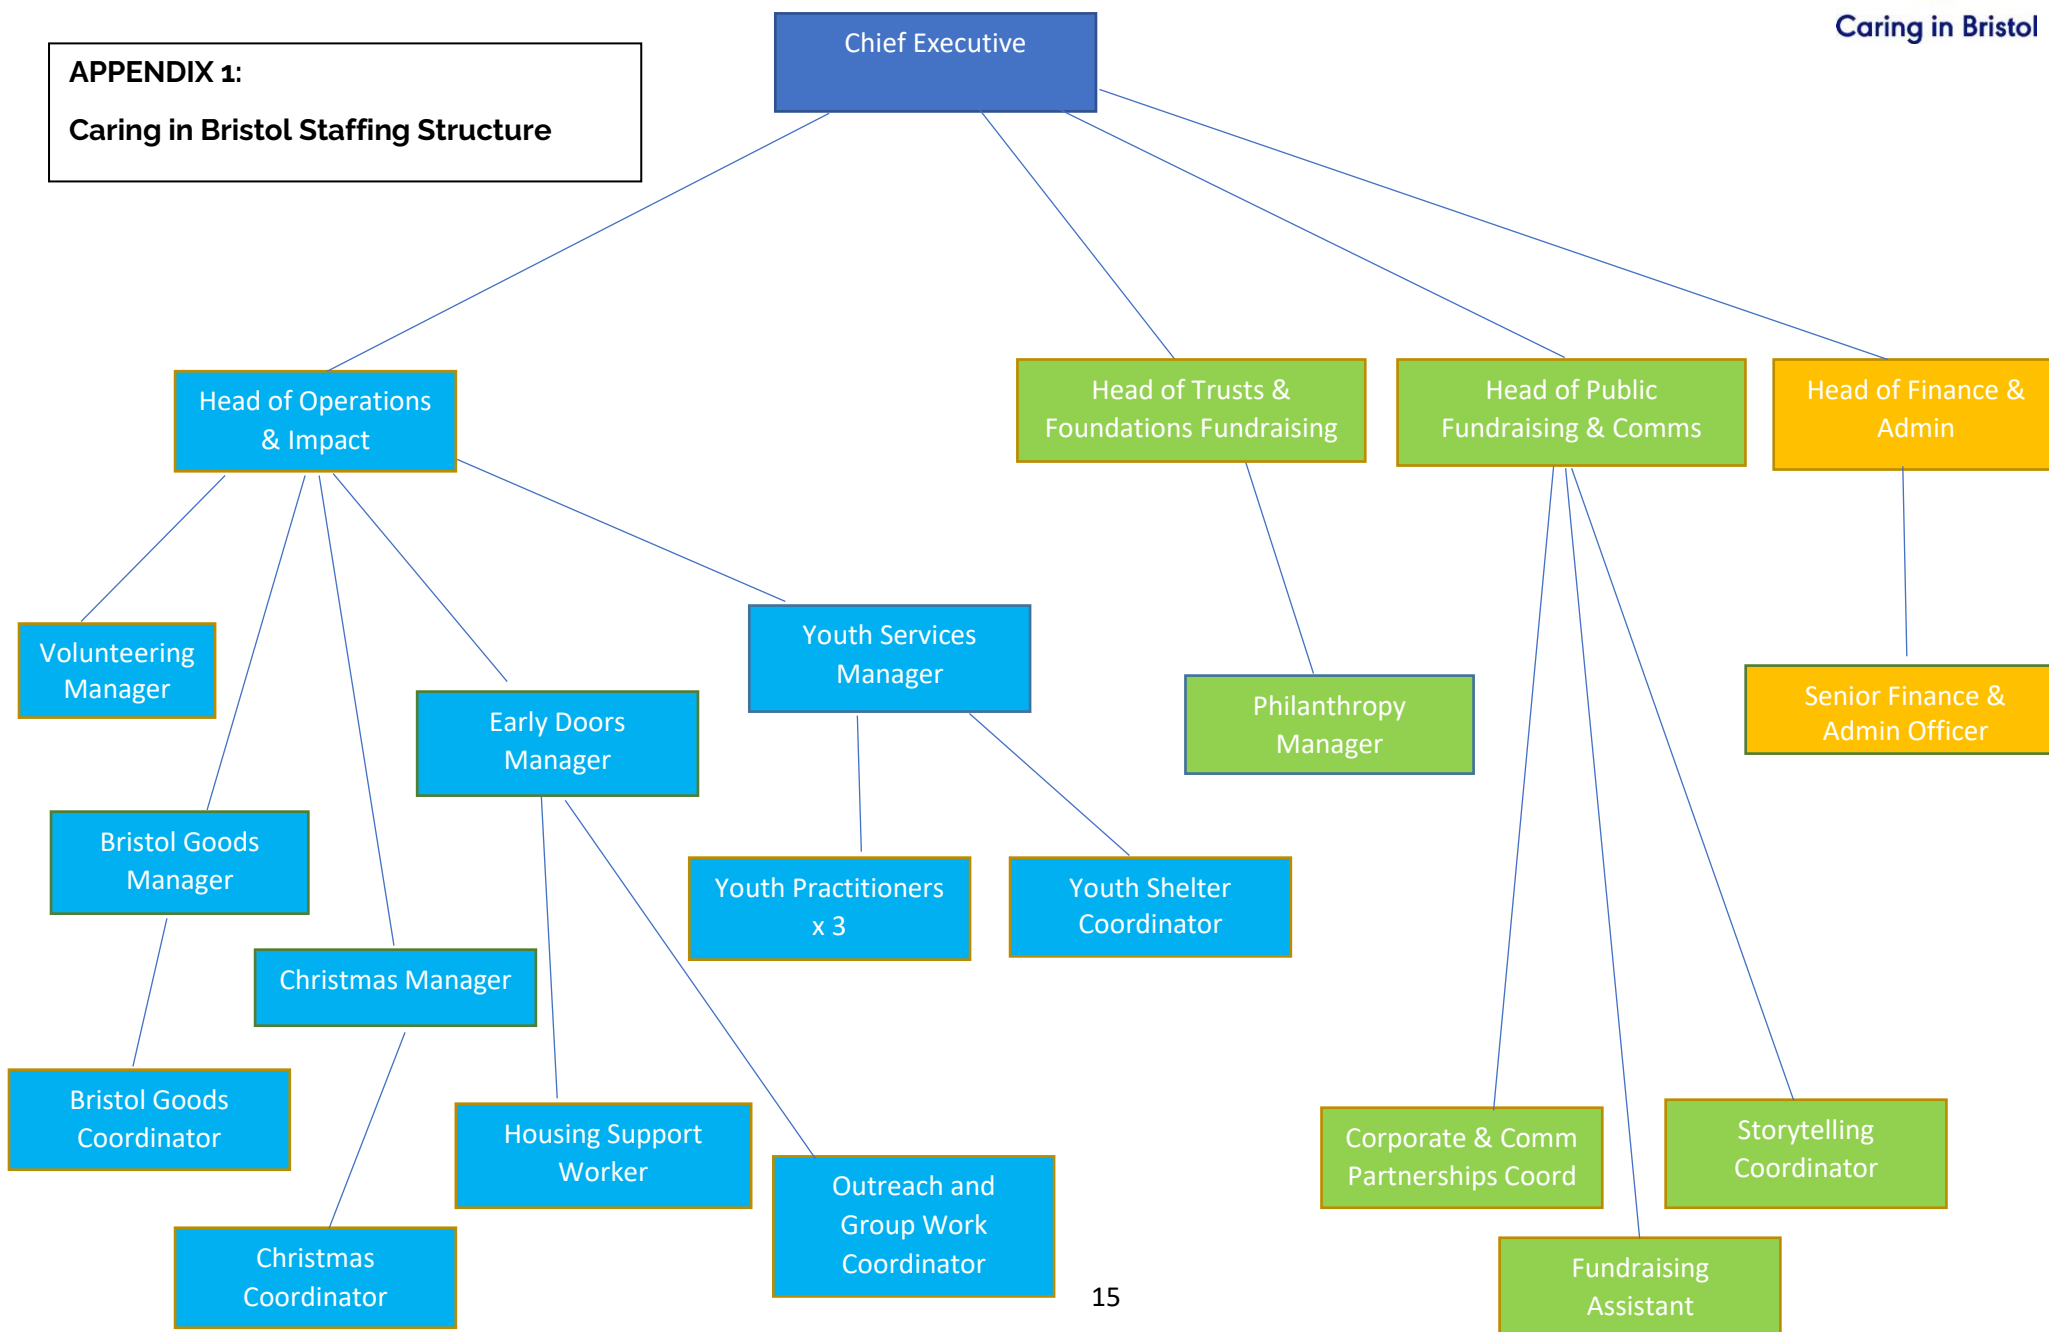 Caring in Bristol
Chief Executive
APPENDIX 1:
Caring in Bristol Staffing Structure
Head of Operations
& Impact
Head of Trusts &
Foundations Fundraising
Head of Public
Fundraising & Comms
Head of Finance &
Admin
Volunteering
Manager
Youth Services
Manager
Early Doors
Manager
Philanthropy
Manager
Senior Finance &
Admin Officer
Bristol Goods
Manager
Youth Practitioners
x 3
Youth Shelter
Coordinator
Christmas Manager
Bristol Goods
Coordinator
Housing Support
Worker
Outreach and
Group Work
Coordinator
Corporate & Comm
Partnerships Coord
Storytelling
Coordinator
Christmas
Coordinator
Fundraising
Assistant
15